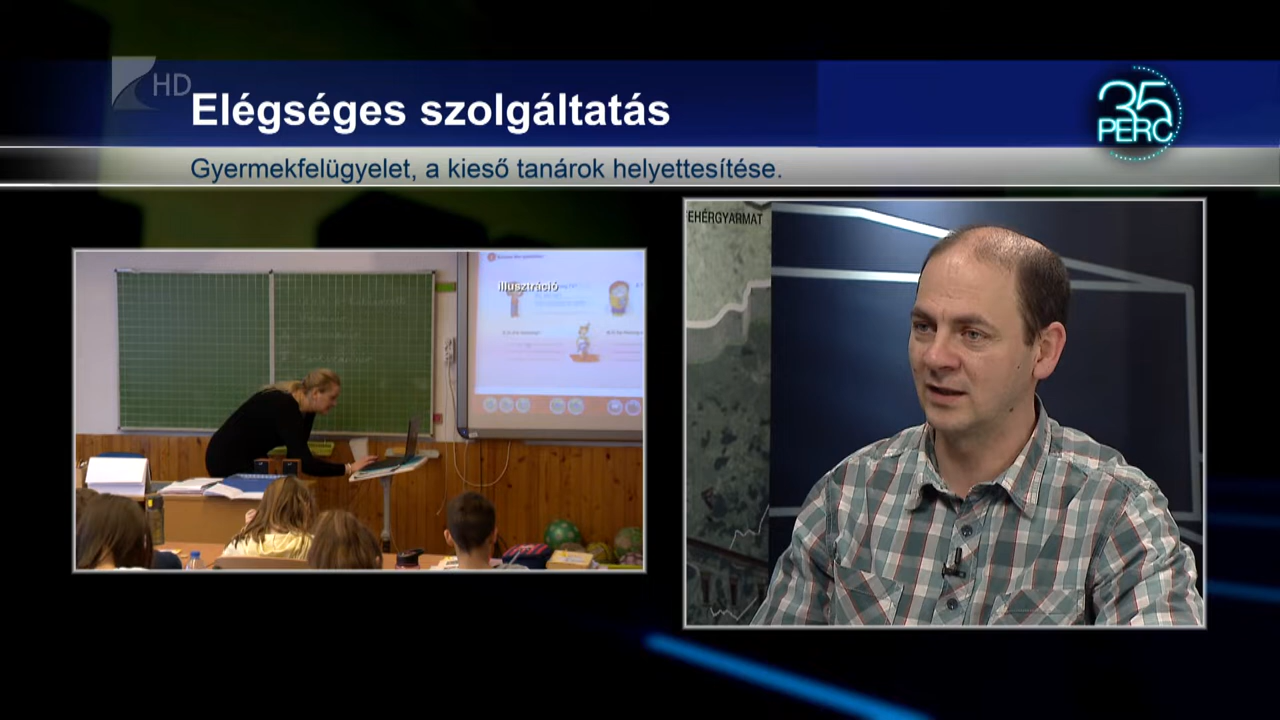 HD
Elégséges szolgáltatás
35
PERC
Gyermekfelügyelet, a kieső tanárok helyettesítése.
EHÉRGYARMAT
illusztráció